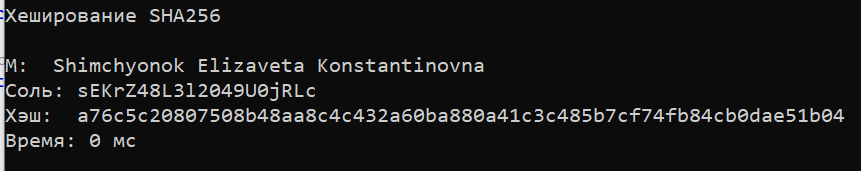 Хеширование SHA256
М:  Shimchyonok Elizaveta Konstantinovna
Соль: sEKrZ48L3l2049U0jRLc
Хэш:  a76c5c20807508b48aa8c4c432a60ba880a41c3c485b7cf74fb84cb0dae51b04
Время: 0 мс